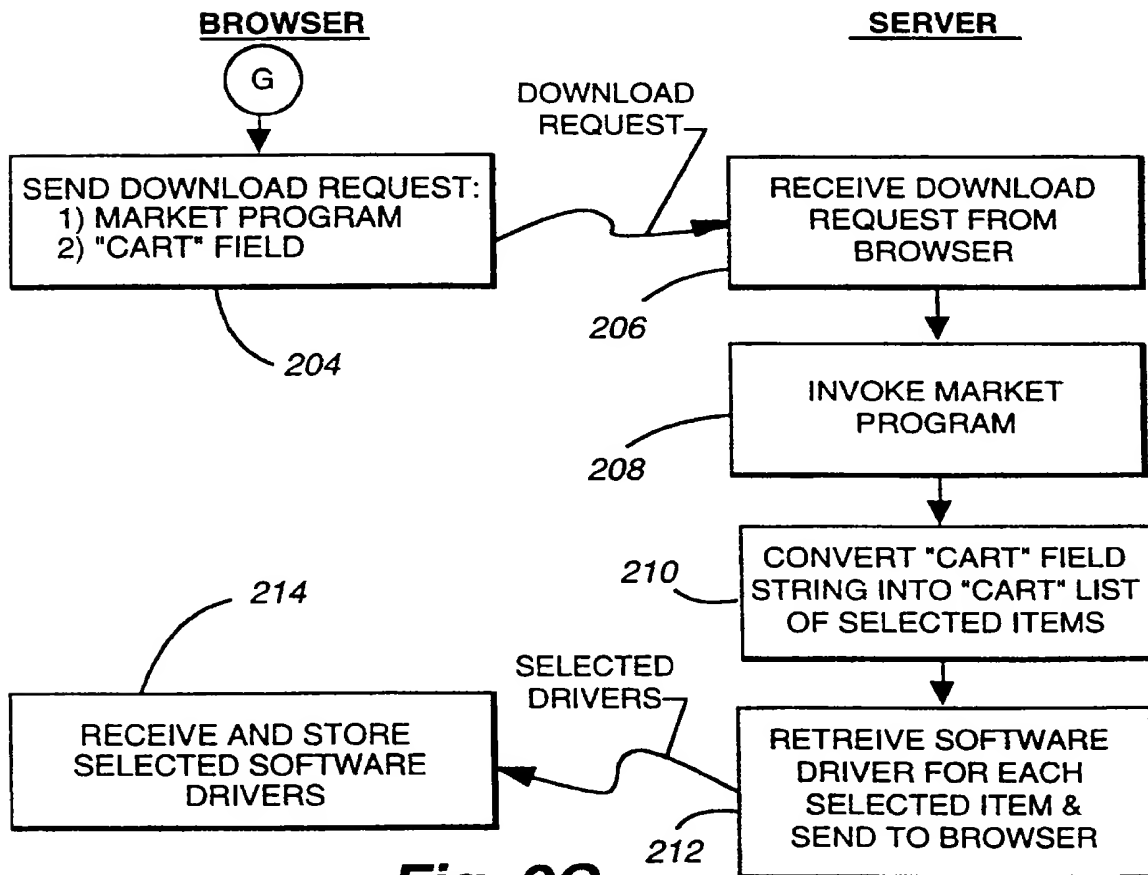 BROWSER
SERVER
G
DOWNLOAD
REQUEST
SEND DOWNLOAD REQUEST:
1) MARKET PROGRAM
2) "CART" FIELD
RECEIVE DOWNLOAD
REQUEST FROM
BROWSER
204
206
INVOKE MARKET
PROGRAM
208
CONVERT "CART" FIELD
STRING INTO "CART" LIST
OF SELECTED ITEMS
210
214
SELECTED
DRIVERS
RECEIVE AND STORE
SELECTED SOFTWARE
DRIVERS
RETREIVE SOFTWARE
DRIVER FOR EACH
SELECTED ITEM &
SEND TO BROWSER
212